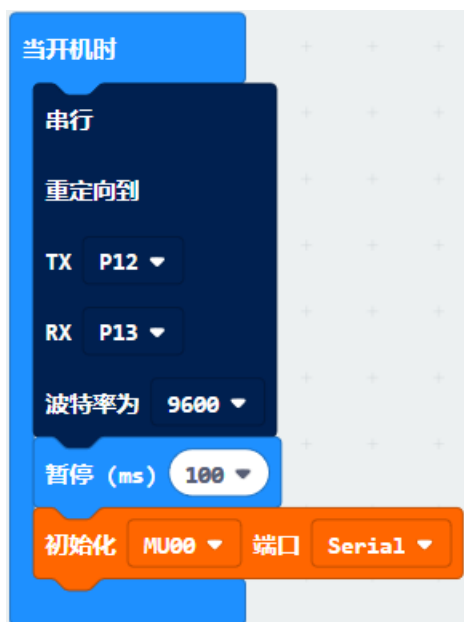 当开机时
串行
重定向到
TX P12
RX P13
波特率为 9600
暂停 (ms) 100
初始化 MU00 端口 Serial